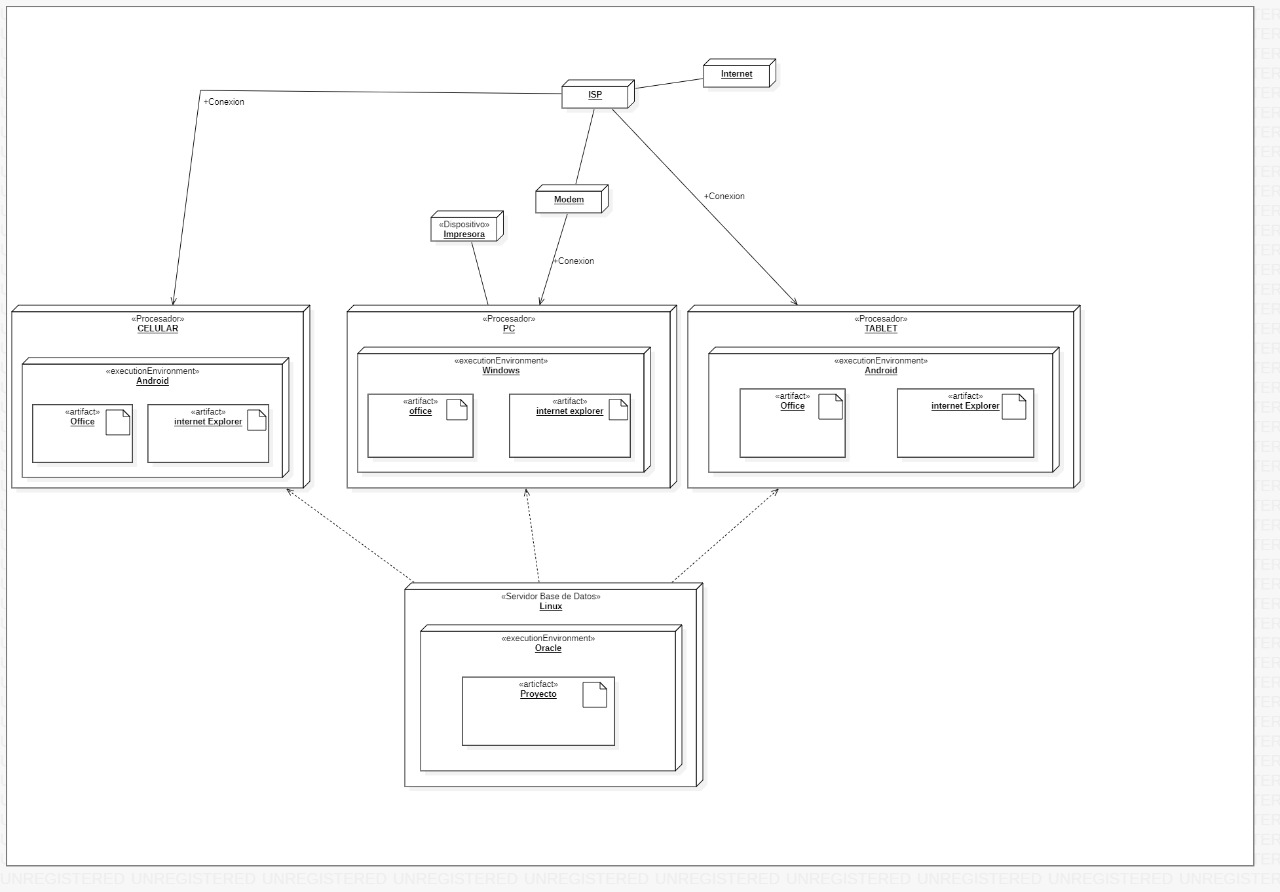 Internet
ISP
+Conexion
+Conexion
Modem
«Dispositivo»
Impresora
+Conexion
«Procesador»
CELULAR
«executionEnvironment»
Android
«artifact»
Office
«artifact»
internet Explorer
«Procesador»
PC
«executionEnvironment»
Windows
«artifact»
office
«artifact»
internet explorer
«Procesador»
TABLET
«executionEnvironment»
Android
«artifact»
Office
«artifact»
internet Explorer
«Servidor Base de Datos»
Linux
«executionEnvironment»
Oracle
«articfact»
Proyecto
UNREGISTERED UNREGISTERED UNREGISTERED UNREGISTERED UNREGISTERED UNREGISTERED UNREGISTERED UNREGISTERED UNREGISTERED UNREGISTERED